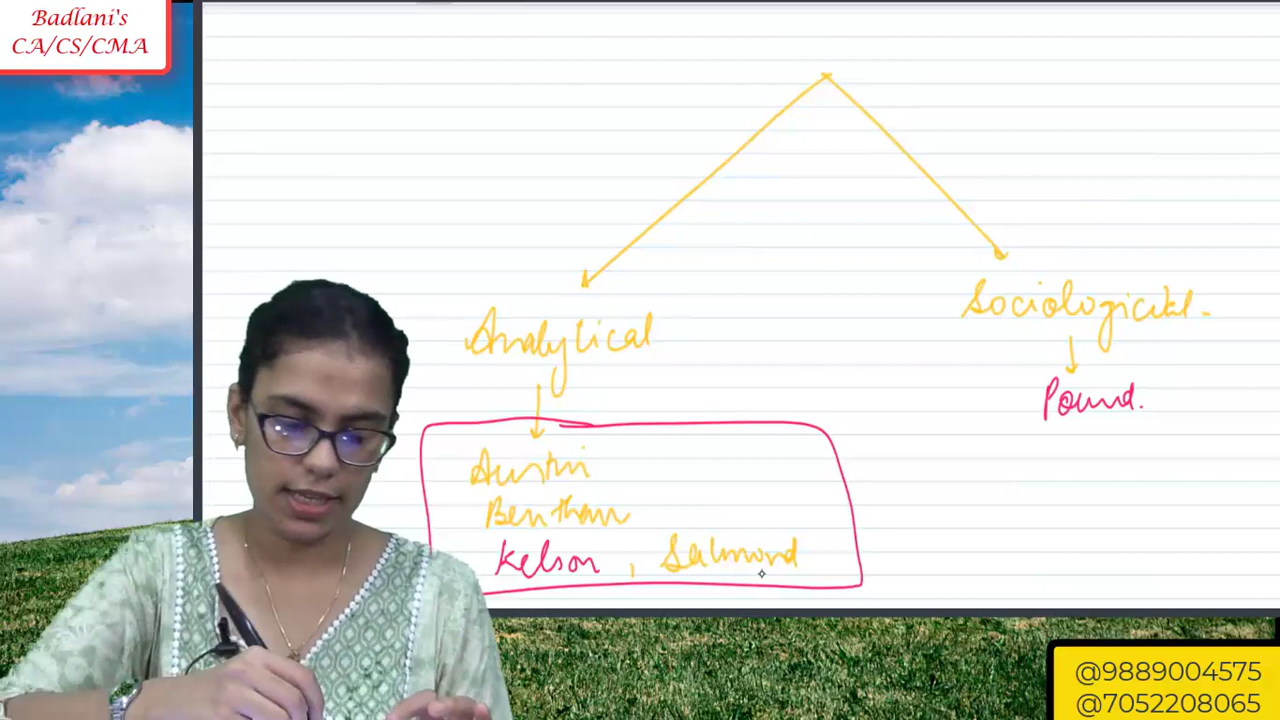 Badlani's
CA/CS/CMA
Analytical
Sociological.
Pound.
Austin
Bentham
Kelson, Salmond
@9889004575
@7052208065